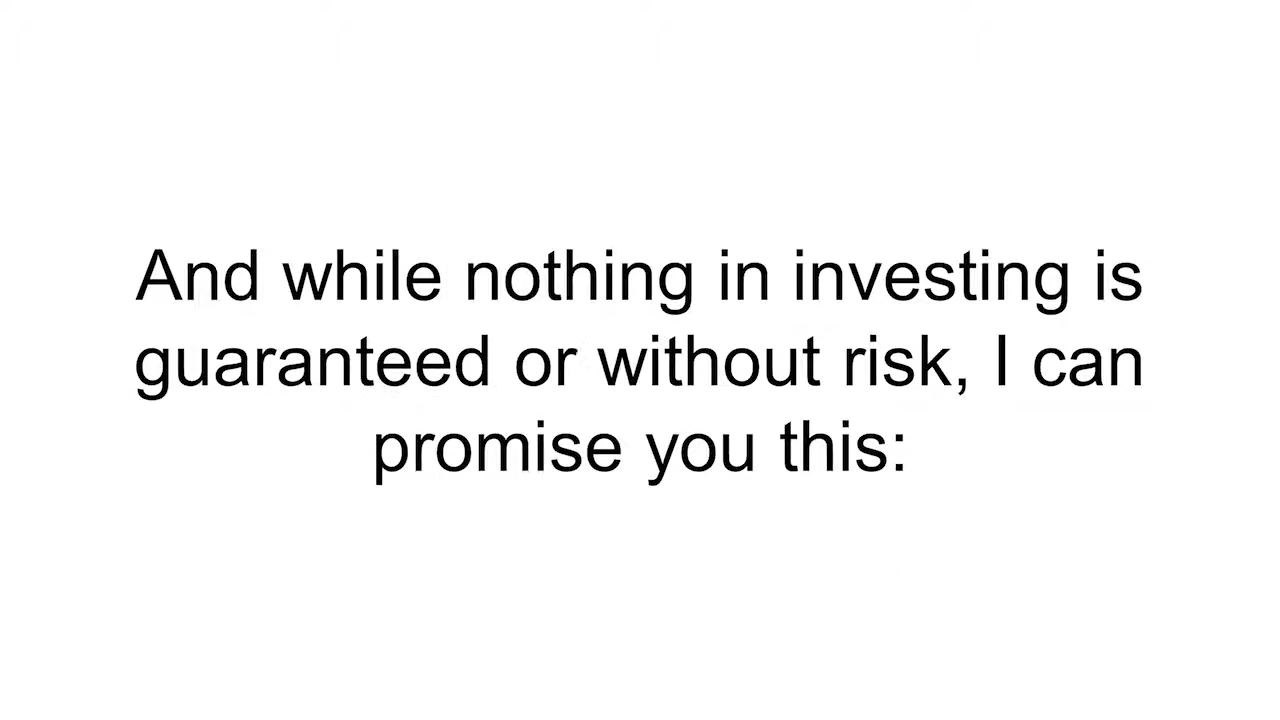 And while nothing in investing is
guaranteed or without risk, I can
promise you this: